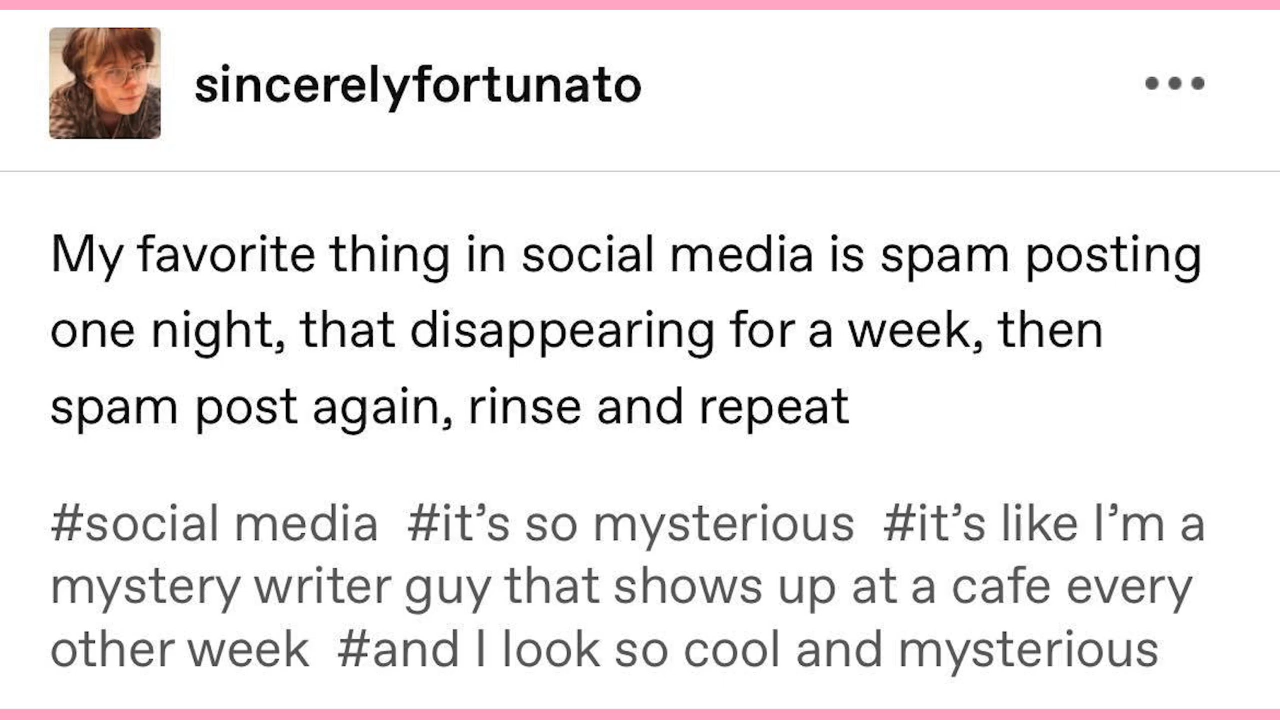 sincerelyfortunato
My favorite thing in social media is spam posting
one night, that disappearing for a week, then
spam post again, rinse and repeat
#social media #it’s so mysterious #it’s like I’m a
mystery writer guy that shows up at a cafe every
other week #and I look so cool and mysterious